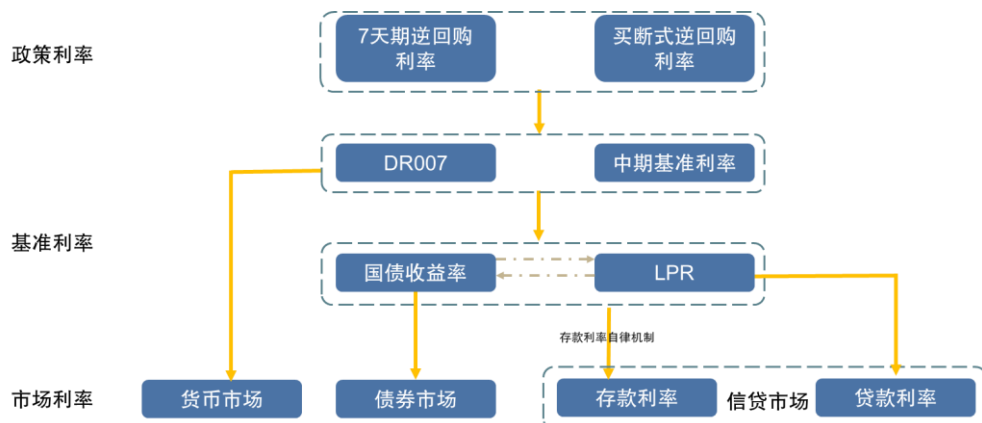 政策利率
7天期逆回购
利率
买断式逆回购
利率
DR007
中期基准利率
基准利率
国债收益率
LPR
存款利率自律机制
市场利率
货币市场
债券市场
存款利率
信贷市场
贷款利率